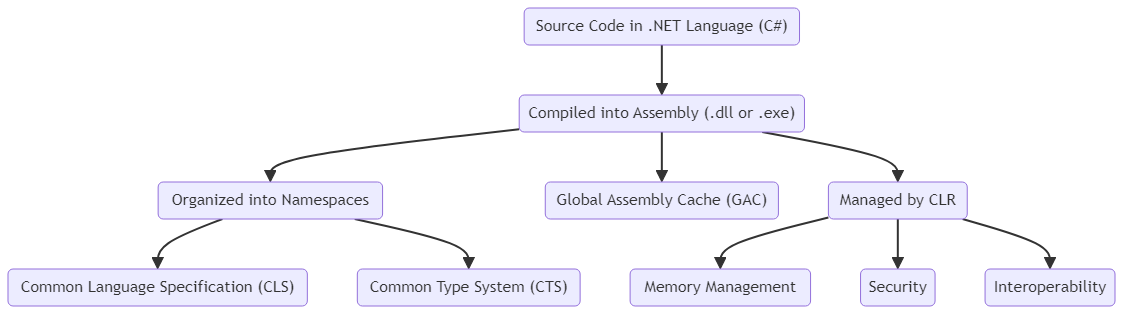 Source Code in .NET Language (C#)
Compiled into Assembly (.dll or .exe)
Organized into Namespaces
Global Assembly Cache (GAC)
Managed by CLR
Common Language Specification (CLS)
Common Type System (CTS)
Memory Management
Security
Interoperability